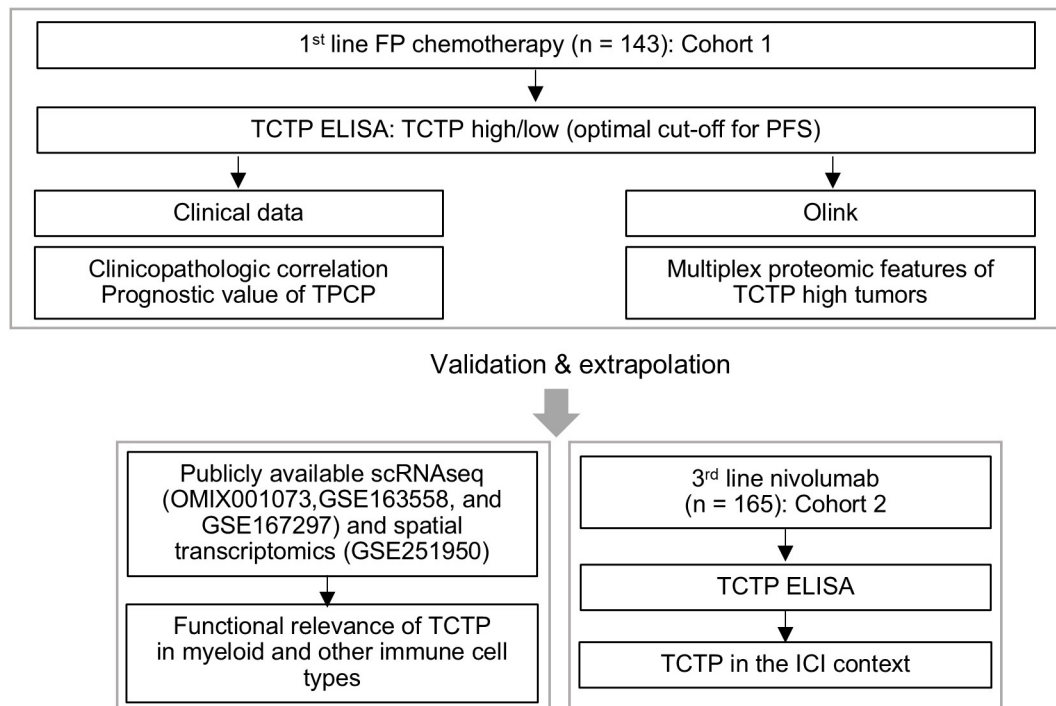 1st line FP chemotherapy (n = 143): Cohort 1
TCTP ELISA: TCTP high/low (optimal cut-off for PFS)
Clinical data
Olink
Clinicopathologic correlation
Prognostic value of TPCP
Multiplex proteomic features of
TCTP high tumors
Validation & extrapolation
Publicly available scRNAseq
(OMIX001073,GSE163558, and
GSE167297) and spatial
transcriptomics (GSE251950)
Functional relevance of TCTP
in myeloid and other immune cell
types
3rd line nivolumab
(n = 165): Cohort 2
TCTP ELISA
TCTP in the ICI context